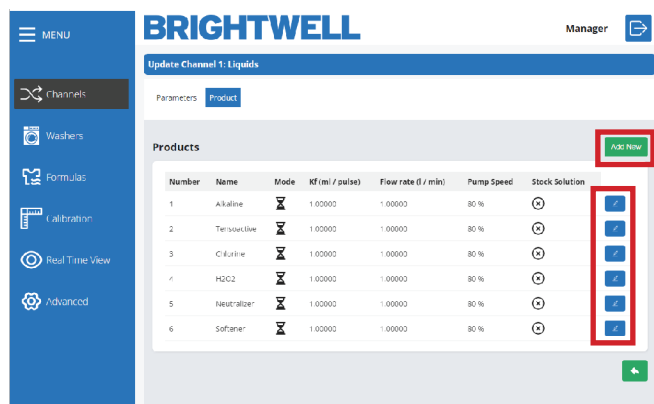 MENU
BRIGHTWELL
Manager
Update Channel 1: Liquids
Channels
Parameters Product
Washers
Products
Add New
Formulas
Number Name Mode Kf (ml / pulse) Flow rate (l / min) Pump Speed Stock Solution
1 Alkaline 1.00000 1.00000 80 %
Calibration
2 Tensoactive 1.00000 1.00000 80 %
3 Chlorine 1.00000 1.00000 80 %
Real Time View
4 H2O2 1.00000 1.00000 80 %
Advanced
5 Neutralizer 1.00000 1.00000 80 %
6 Softener 1.00000 1.00000 80 %